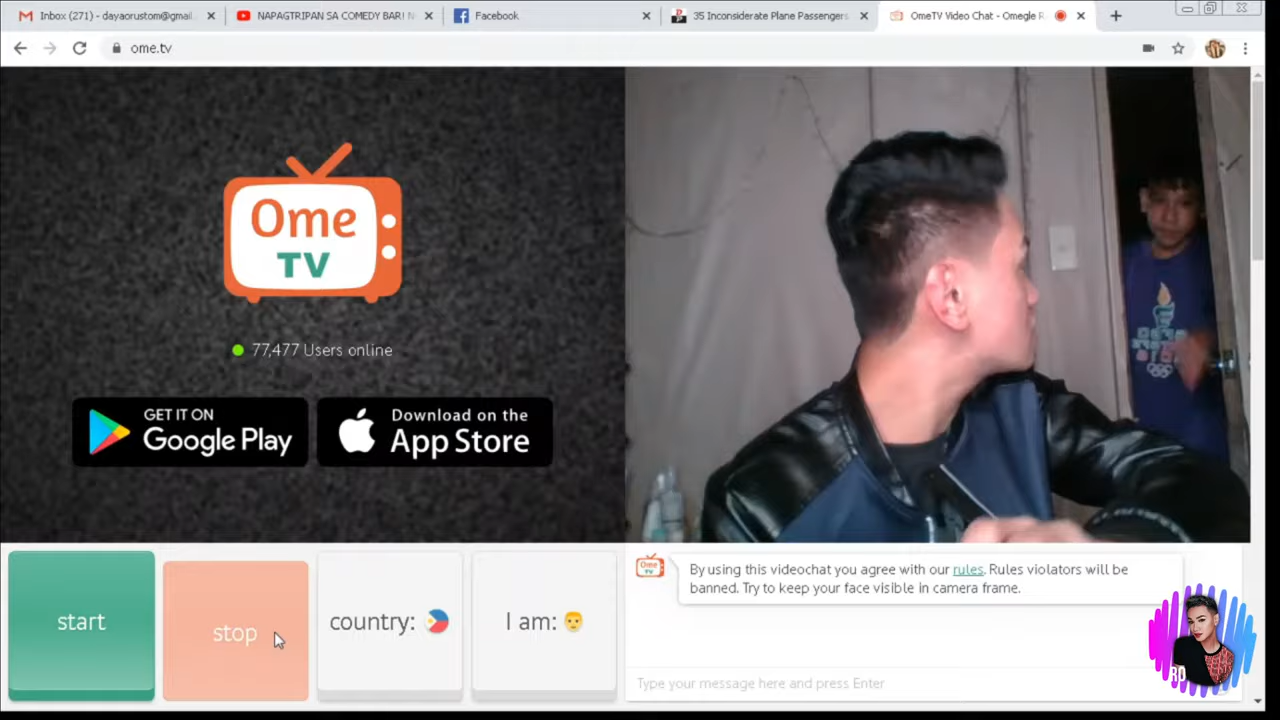 Inbox (271) - dayaorustom@gmail.
NAPAGTRIPAN SA COMEDY BAR!
Facebook
35 Inconsiderate Plane Passengers
OmeTV Video Chat - Omegle R
ome.tv
Ome
TV
77,477 Users online
GET IT ON
Google Play
Download on the
App Store
start
stop
country:
I am:
Ome
TV
By using this videochat you agree with our rules. Rules violators will be
banned. Try to keep your face visible in camera frame.
Type your message here and press Enter
RD